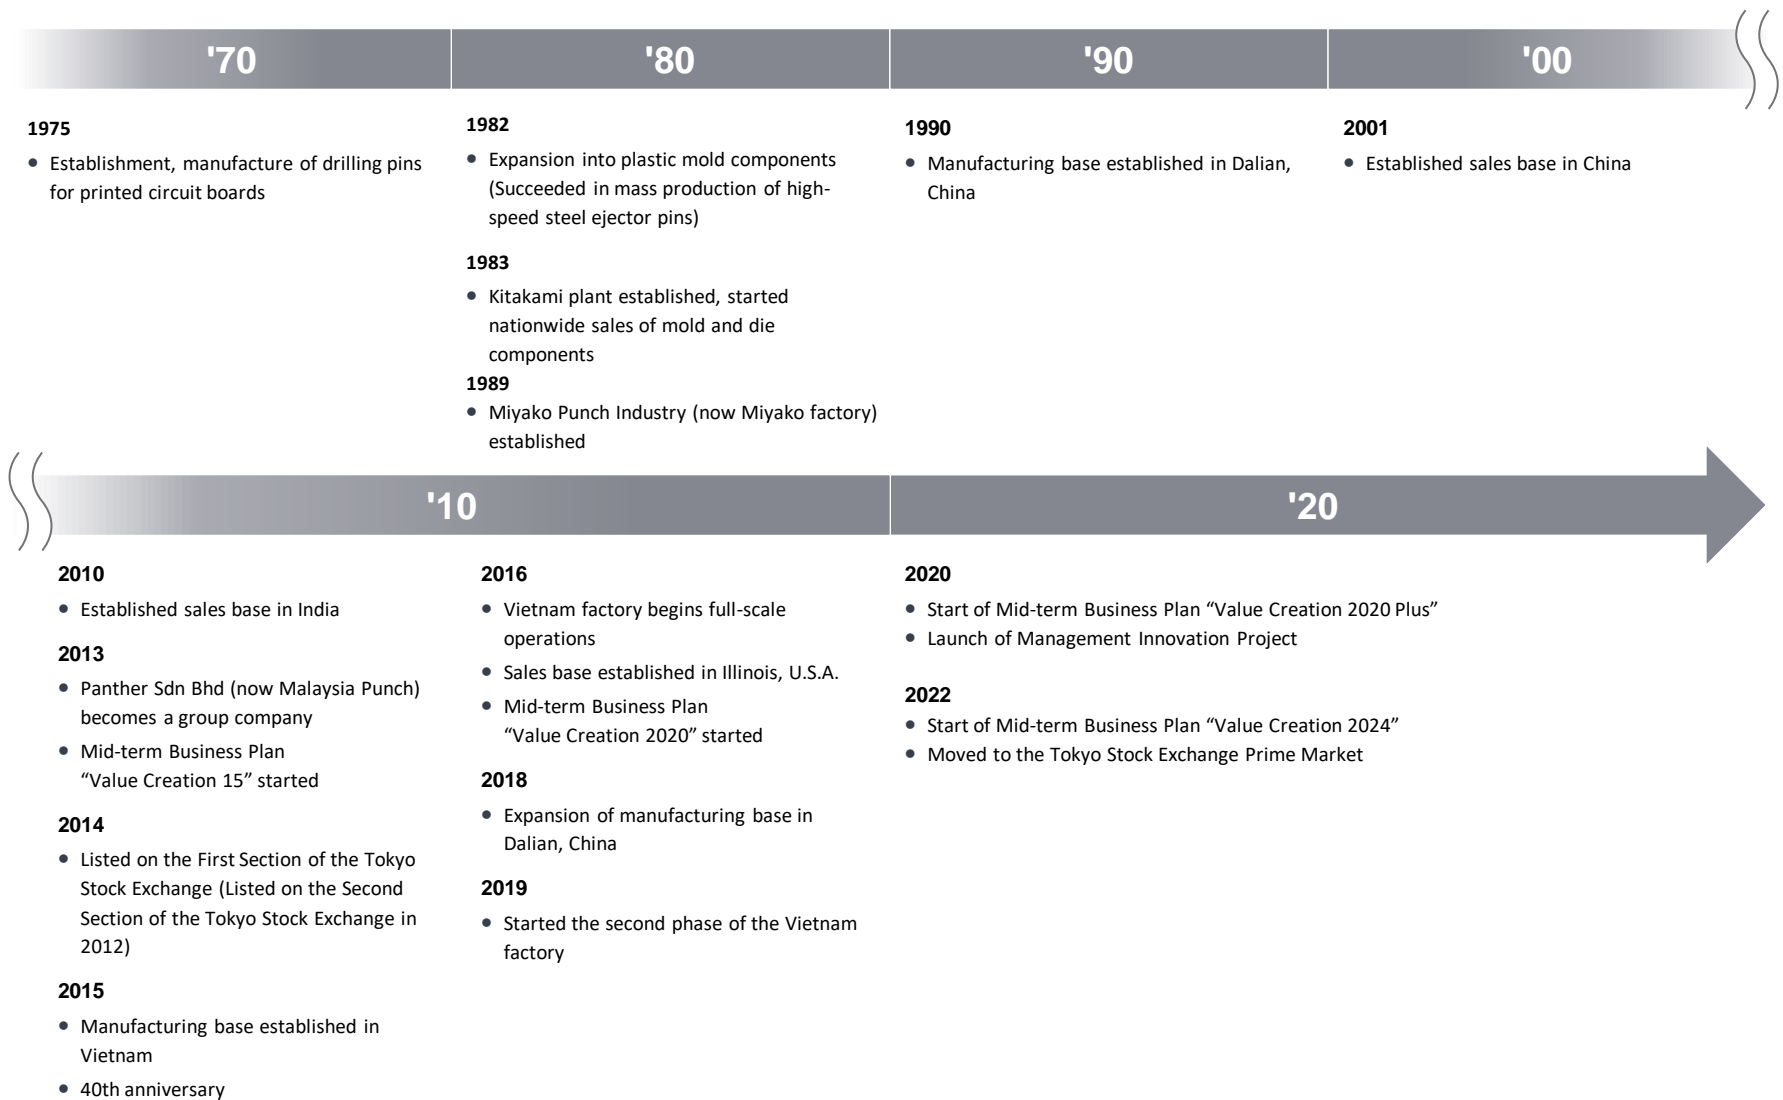 '70
'80
'90
'00
1975
• Establishment, manufacture of drilling pins
for printed circuit boards
1982
• Expansion into plastic mold components
(Succeeded in mass production of high-
speed steel ejector pins)
1983
• Kitakami plant established, started
nationwide sales of mold and die
components
1989
• Miyako Punch Industry (now Miyako factory)
established
1990
• Manufacturing base established in Dalian,
China
2001
• Established sales base in China
'10
'20
2010
• Established sales base in India
2013
• Panther Sdn Bhd (now Malaysia Punch)
becomes a group company
• Mid-term Business Plan
“Value Creation 15” started
2014
• Listed on the First Section of the Tokyo
Stock Exchange (Listed on the Second
Section of the Tokyo Stock Exchange in
2012)
2015
• Manufacturing base established in
Vietnam
• 40th anniversary
2016
• Vietnam factory begins full-scale
operations
• Sales base established in Illinois, U.S.A.
• Mid-term Business Plan
“Value Creation 2020” started
2018
• Expansion of manufacturing base in
Dalian, China
2019
• Started the second phase of the Vietnam
factory
2020
• Start of Mid-term Business Plan “Value Creation 2020 Plus”
• Launch of Management Innovation Project
2022
• Start of Mid-term Business Plan “Value Creation 2024”
• Moved to the Tokyo Stock Exchange Prime Market